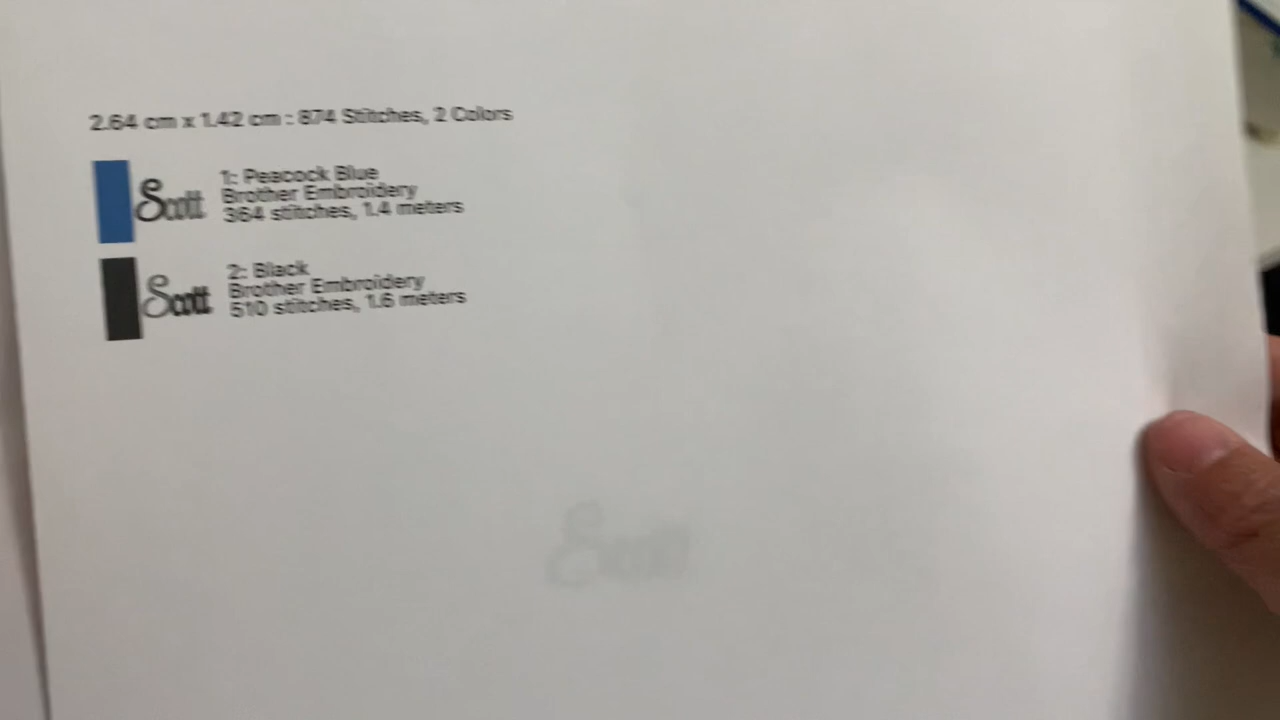 2.64 cm x 1.42 cm : 874 Stitches, 2 Colors
Scott
1: Peacock Blue
Brother Embroidery
364 stitches, 1.4 meters
Scott
2: Black
Brother Embroidery
510 stitches, 1.6 meters
Scott